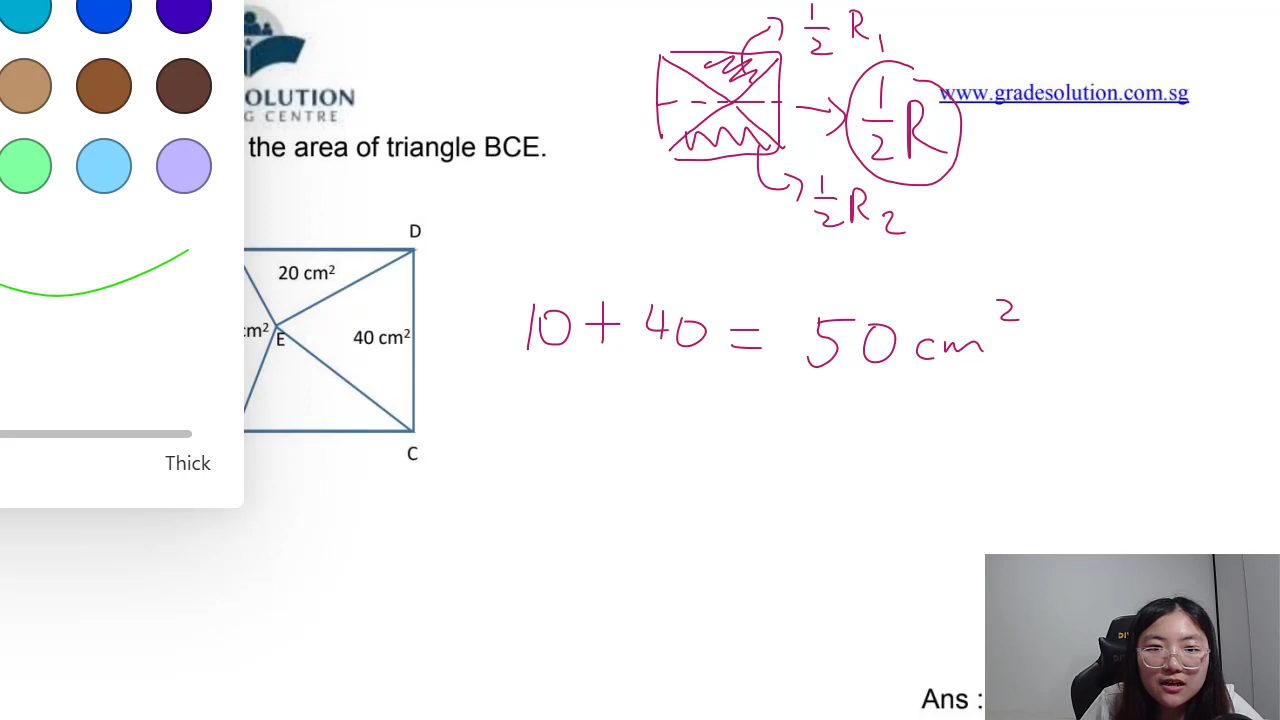 OLUTION
G CENTRE
www.gradesolution.com.sg
the area of triangle BCE.
1/2 R1
1/2 R
1/2 R2
D
20 cm²
cm²
E
40 cm²
C
10 + 40 = 50 cm²
Thick
Ans :